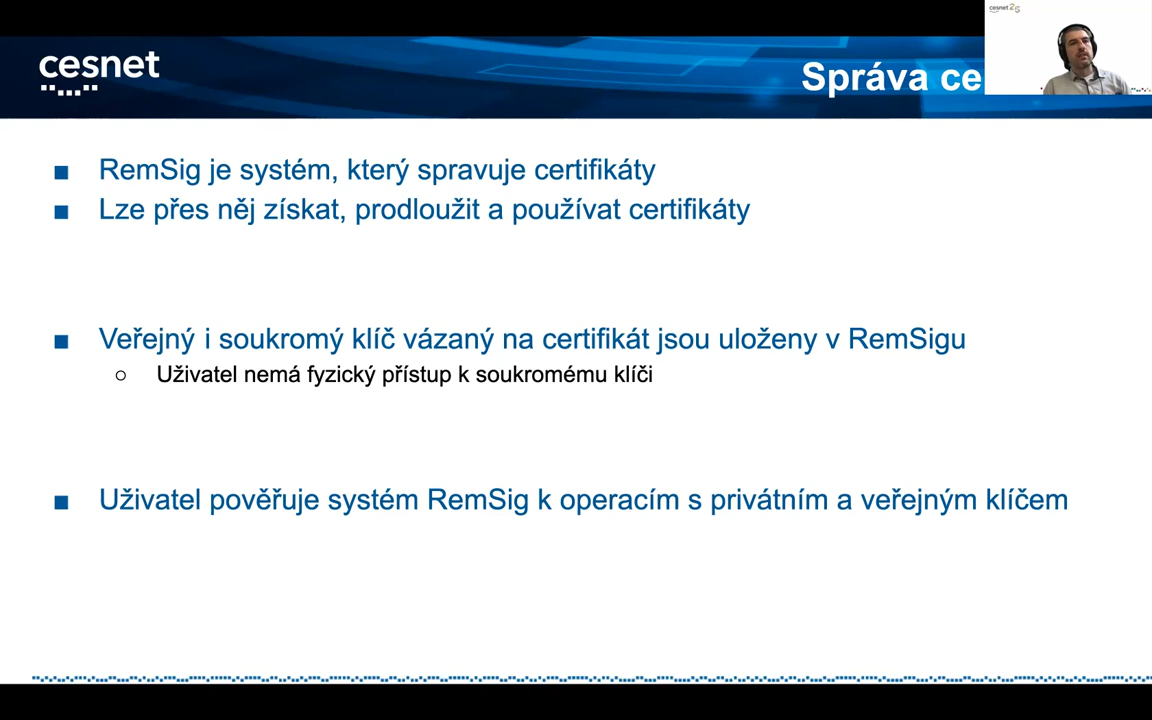 cesnet
Správa ce
cesnet 25
RemSig je systém, který spravuje certifikáty
Lze přes něj získat, prodloužit a používat certifikáty
Veřejný i soukromý klíč vázaný na certifikát jsou uloženy v RemSigu
Uživatel nemá fyzický přístup k soukromému klíči
Uživatel pověřuje systém RemSig k operacím s privátním a veřejným klíčem